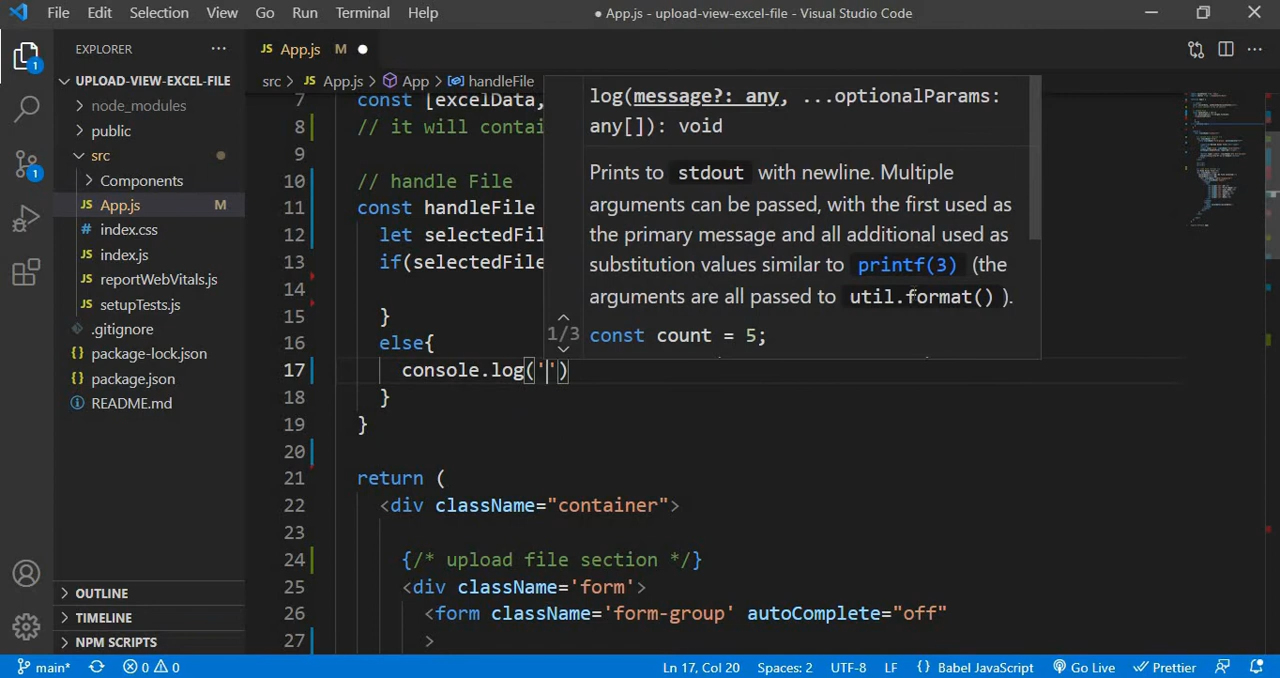 File Edit Selection View Go Run Terminal Help ● App.js - upload-view-excel-file - Visual Studio Code
EXPLORER ···
JS App.js M ●
UPLOAD-VIEW-EXCEL-FILE
node_modules
public
src
Components
JS App.js M
# index.css
JS index.js
JS reportWebVitals.js
JS setupTests.js
.gitignore
{} package-lock.json
{} package.json
README.md
OUTLINE
TIMELINE
NPM SCRIPTS
1
1
src > JS App.js > App > handleFile
7 const [excelData,
8 // it will contai
9
10 // handle File
11 const handleFile
12 let selectedFil
13 if(selectedFile
14
15 }
16 else{
17 console.log('')
18 }
19 }
20
21 return (
22 <div className="container">
23
24 {/* upload file section */}
25 <div className='form'>
26 <form className='form-group' autoComplete="off"
27 >
log(message?: any, ...optionalParams:
any[]): void
Prints to stdout with newline. Multiple
arguments can be passed, with the first used as
the primary message and all additional used as
substitution values similar to printf(3) (the
arguments are all passed to util.format() ).
1/3 const count = 5;
main* 0 0 Ln 17, Col 20 Spaces: 2 UTF-8 LF {} Babel JavaScript Go Live Prettier